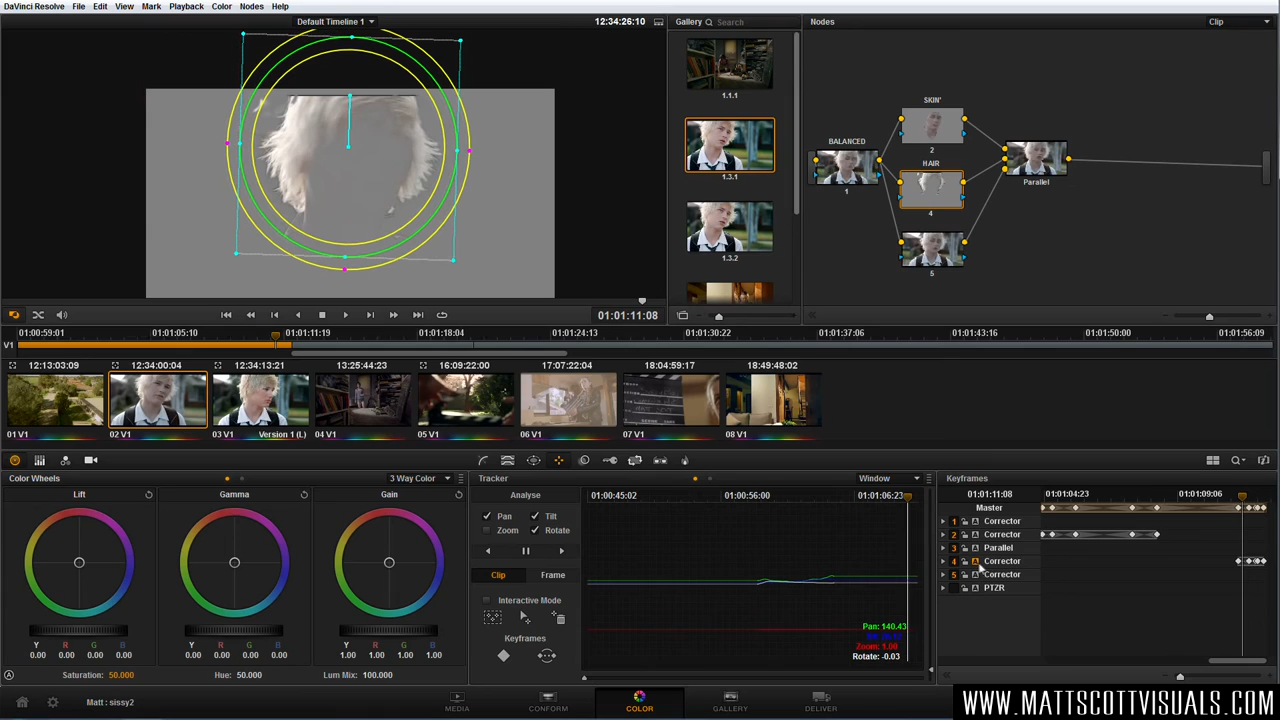 DaVinci Resolve File Edit View Mark Playback Color Nodes Help
Default Timeline 1 12:34:26:10 Gallery Search Nodes Clip
1.1.1
1.3.1
1.3.2
SKIN'
2
BALANCED
1
HAIR
4
Parallel
5
01:01:11:08
01:00:59:01 01:01:05:10 01:01:11:19 01:01:18:04 01:01:24:13 01:01:30:22 01:01:37:06 01:01:43:16 01:01:50:00 01:01:56:09
V1
12:13:03:09 12:34:00:04 12:34:13:21 13:25:44:23 16:09:22:00 17:07:22:04 18:04:59:17 18:49:48:02
01 V1 02 V1 03 V1 Version 1 (L) 04 V1 05 V1 06 V1 07 V1 08 V1
Color Wheels 3 Way Color
Lift Gamma Gain
Y R G B Y R G B Y R G B
0.00 0.00 0.00 0.00 0.00 0.00 0.00 0.00 1.00 1.00 1.00 1.00
Saturation: 50.000 Hue: 50.000 Lum Mix: 100.000
Tracker Window
Analyse
Pan Tilt
Zoom Rotate
Clip Frame
Interactive Mode
Keyframes
01:00:45:02 01:00:56:00 01:01:06:23
Pan: 140.43
Zoom: 1.00
Rotate: -0.03
Keyframes
01:01:11:08 01:01:04:23 01:01:09:06
Master
1 A Corrector
2 A Corrector
3 A Parallel
4 A Corrector
5 A Corrector
A PTZR
Matt : sissy2
MEDIA CONFORM COLOR GALLERY DELIVER
WWW.MATTSCOTTVISUALS.COM